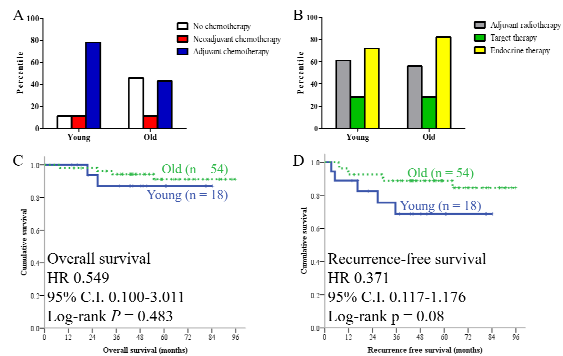 A
100
80
60
40
20
0
Percentile
Young
Old
No chemotherapy
Neoadjuvant chemotherapy
Adjuvant chemotherapy
B
100
80
60
40
20
0
Percentile
Young
Old
Adjuvant radiotherapy
Target therapy
Endocrine therapy
C
1.0
0.8
0.6
0.4
0.2
0.0
Cumulative survival
Old (n = 54)
Young (n = 18)
Overall survival
HR 0.549
95% C.I. 0.100-3.011
Log-rank P = 0.483
0 12 24 36 48 60 72 84 96
Overall survival (months)
D
1.0
0.8
0.6
0.4
0.2
0.0
Cumulative survival
Old (n = 54)
Young (n = 18)
Recurrence-free survival
HR 0.371
95% C.I. 0.117-1.176
Log-rank p = 0.08
0 12 24 36 48 60 72 84 96
Recurrence free survival (months)